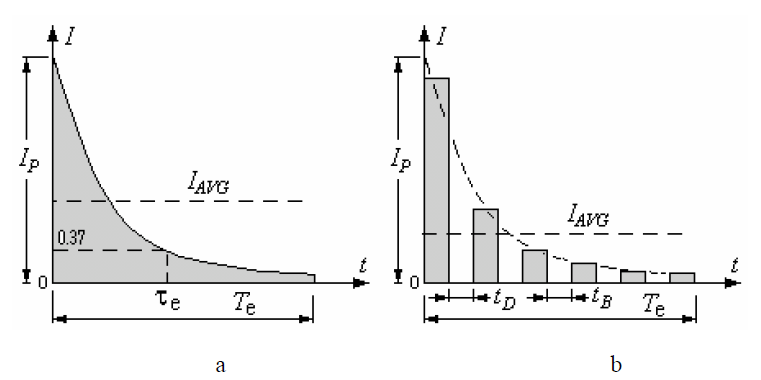 I
I_P
I_AVG
0.37
0
t
τ_e
T_e
a
I
I_P
I_AVG
0
t
t_D
t_B
T_e
b